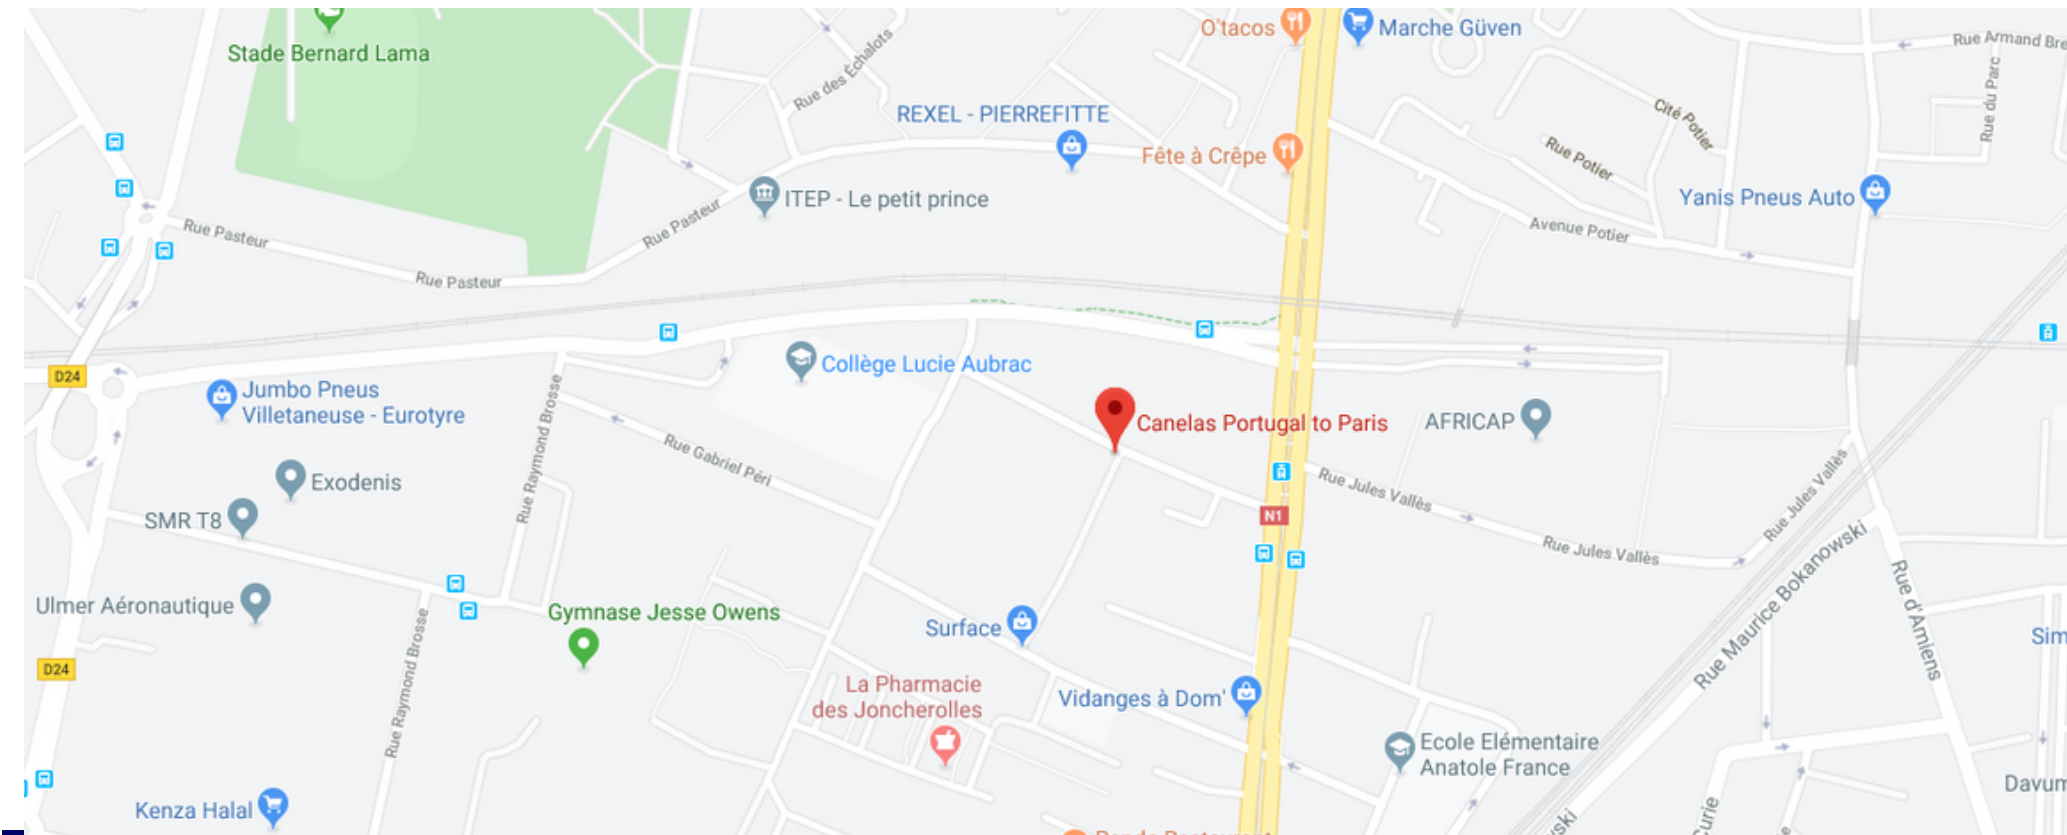 O'tacos
Marche Güven
Rue Armand Bre
Stade Bernard Lama
Rue des Échalots
Rue du Parc
Cité Potier
REXEL - PIERREFITTE
Fête à Crêpe
Rue Potier
ITEP - Le petit prince
Yanis Pneus Auto
Rue Pasteur
Rue Pasteur
Avenue Potier
Rue Pasteur
D24
Collège Lucie Aubrac
Jumbo Pneus
Villetaneuse - Eurotyre
Canelas Portugal to Paris
AFRICAP
Rue Raymond Brosse
Rue Gabriel Péri
Exodenis
Rue Jules Vallès
SMR T8
N1
Rue Jules Vallès
Rue Jules Vallès
Rue Maurice Bokanowski
Rue d'Amiens
Ulmer Aéronautique
Gymnase Jesse Owens
Surface
Sim
D24
Rue Raymond Brosse
La Pharmacie
des Joncherolles
Vidanges à Dom'
Ecole Elémentaire
Anatole France
Davum
Kenza Halal
Curie
vski